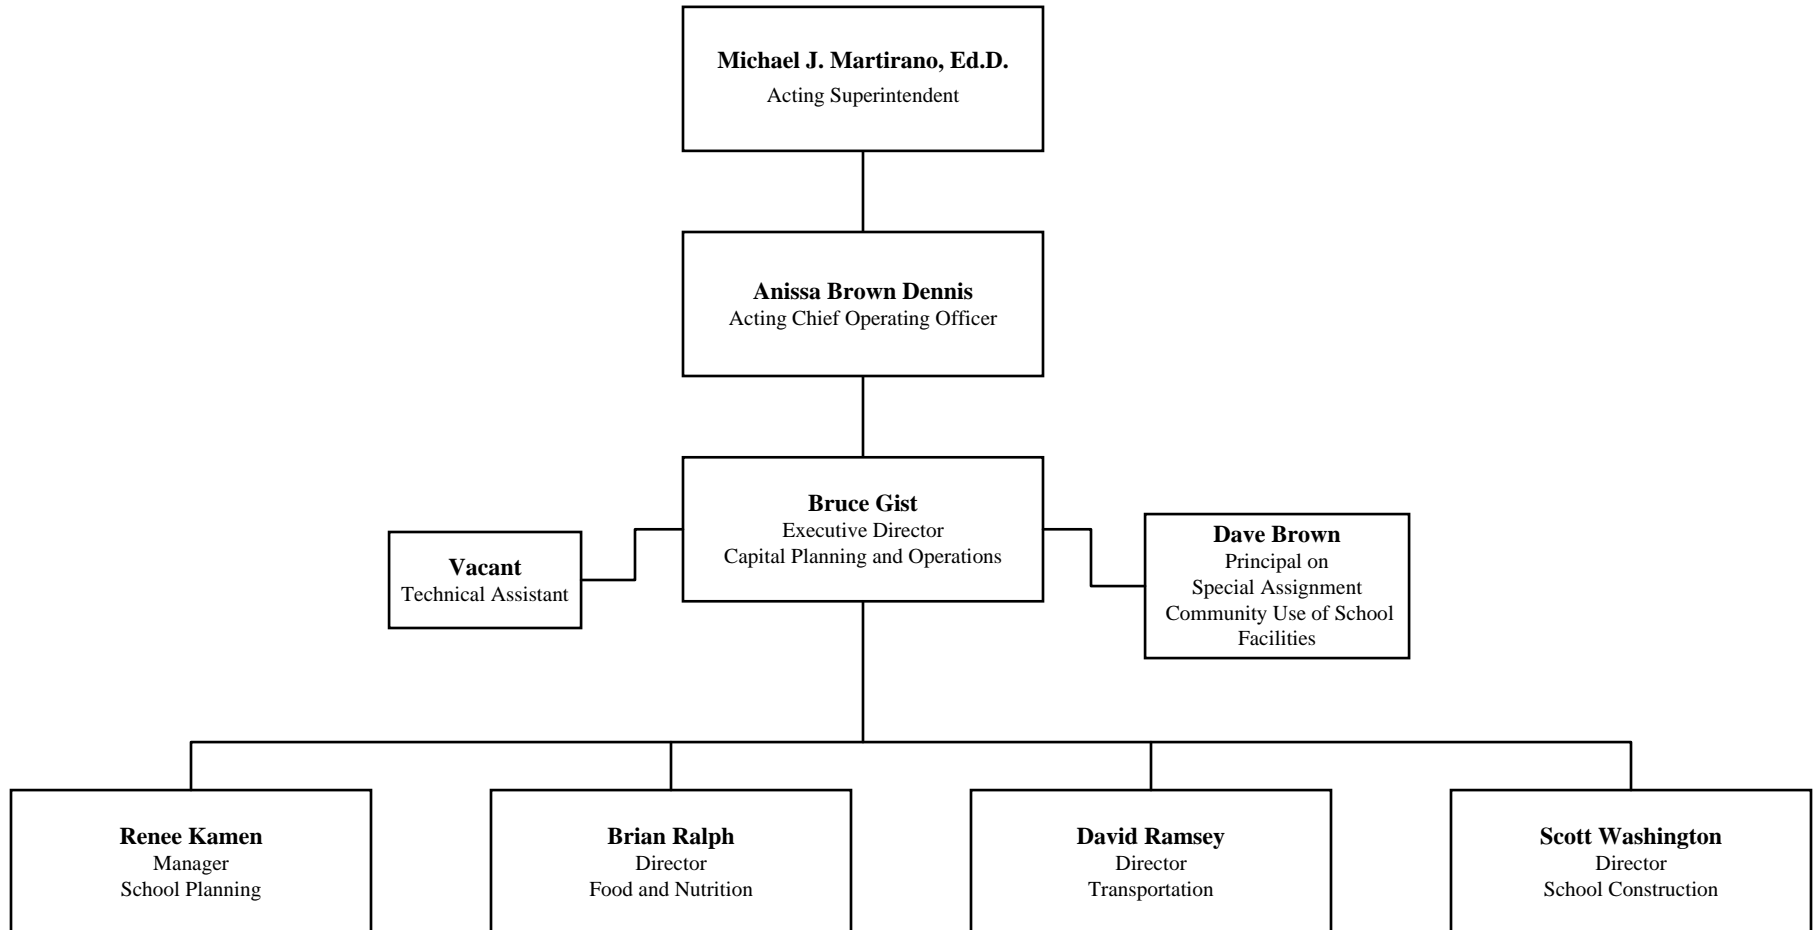 Michael J. Martirano, Ed.D.
Acting Superintendent
Anissa Brown Dennis
Acting Chief Operating Officer
Bruce Gist
Executive Director
Capital Planning and Operations
Vacant
Technical Assistant
Dave Brown
Principal on
Special Assignment
Community Use of School
Facilities
Renee Kamen
Manager
School Planning
Brian Ralph
Director
Food and Nutrition
David Ramsey
Director
Transportation
Scott Washington
Director
School Construction